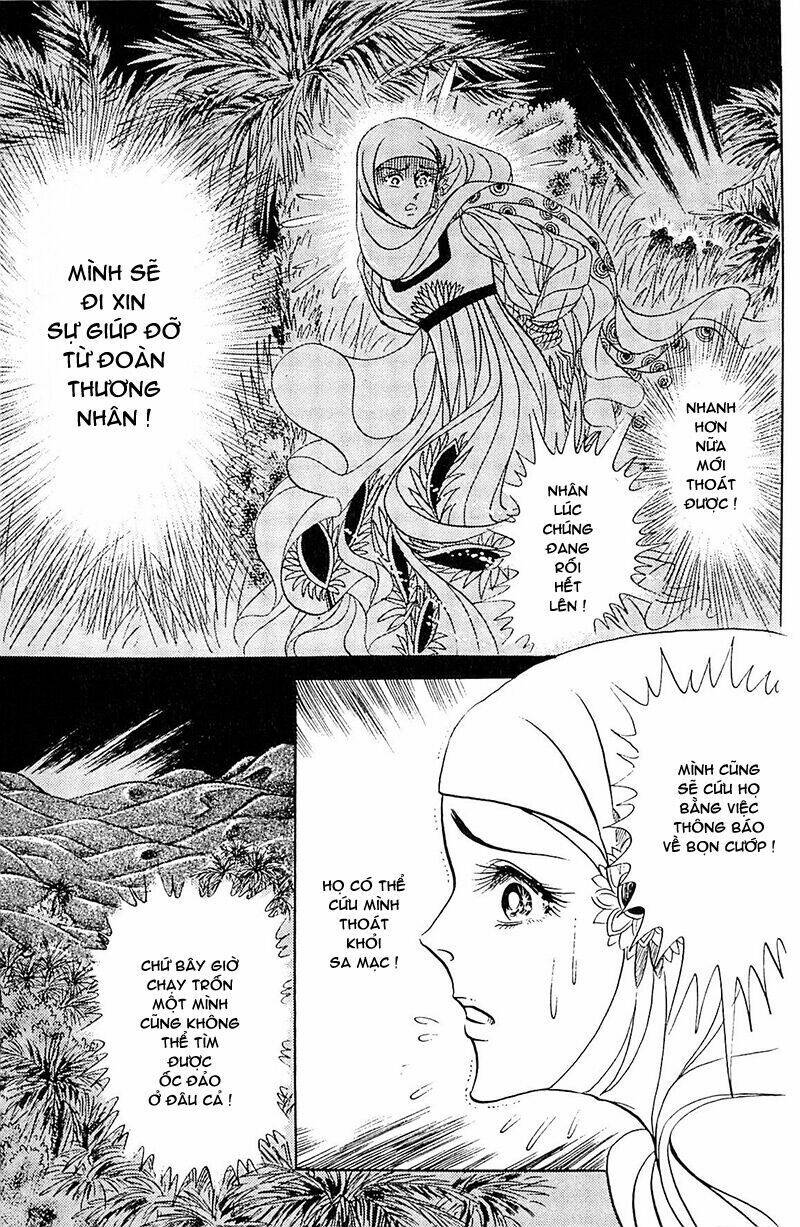 NHANH
HƠN
NỮA
MỚI
THOÁT
ĐƯỢC !
NHÂN
LÚC
CHÚNG
ĐANG
RỐI
HẾT
LÊN !
MÌNH SẼ
ĐI XIN
SỰ GIÚP ĐỠ
TỪ ĐOÀN
THƯƠNG
NHÂN !
MÌNH CŨNG
SẼ CỨU HỌ
BẰNG VIỆC
THÔNG BÁO
VỀ BỌN CƯỚP !
HỌ CÓ THỂ
CỨU MÌNH
THOÁT
KHỎI
SA MẠC !
CHỨ BÂY GIỜ
CHẠY TRỐN
MỘT MÌNH
CŨNG KHÔNG
THỂ TÌM
ĐƯỢC
ỐC ĐẢO
Ở ĐÂU CẢ !